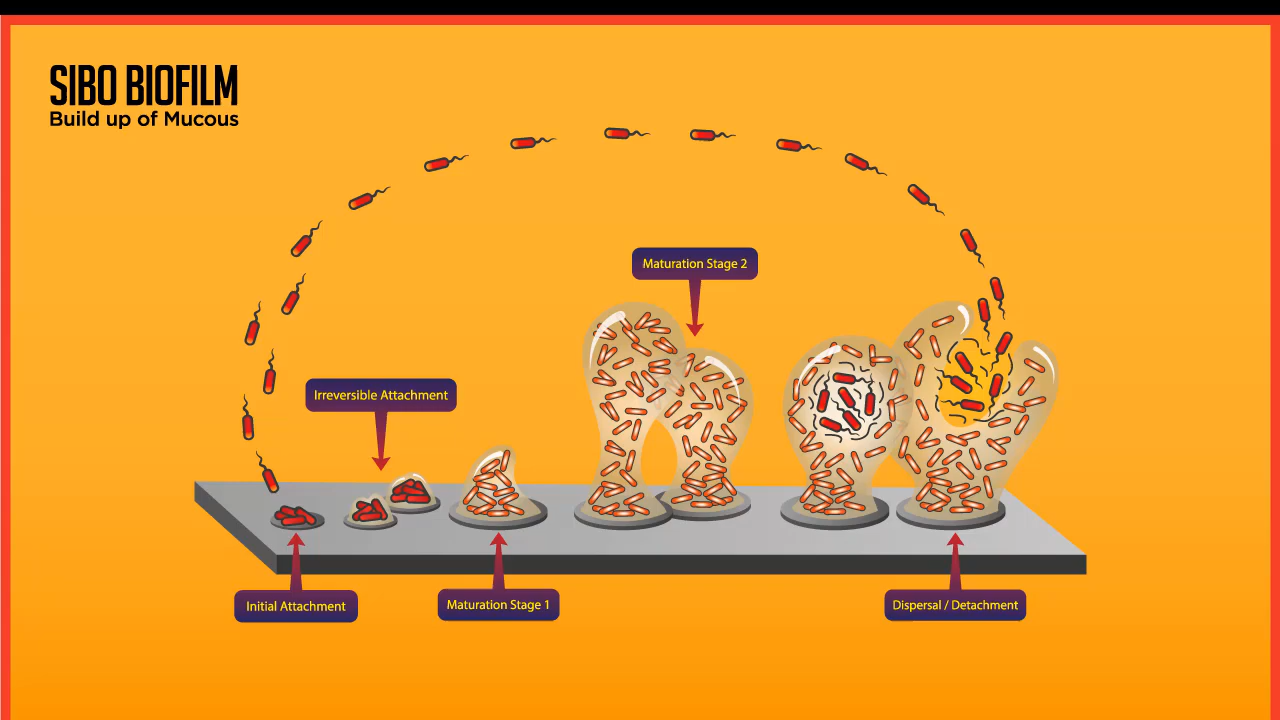 SIBO BIOFILM
Build up of Mucous
Maturation Stage 2
Irreversible Attachment
Initial Attachment
Maturation Stage 1
Dispersal / Detachment